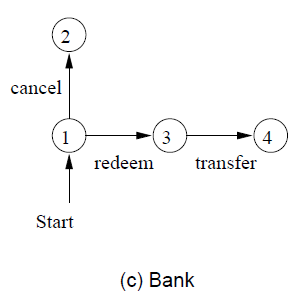 2
cancel
1
3
4
redeem
transfer
Start
(c) Bank